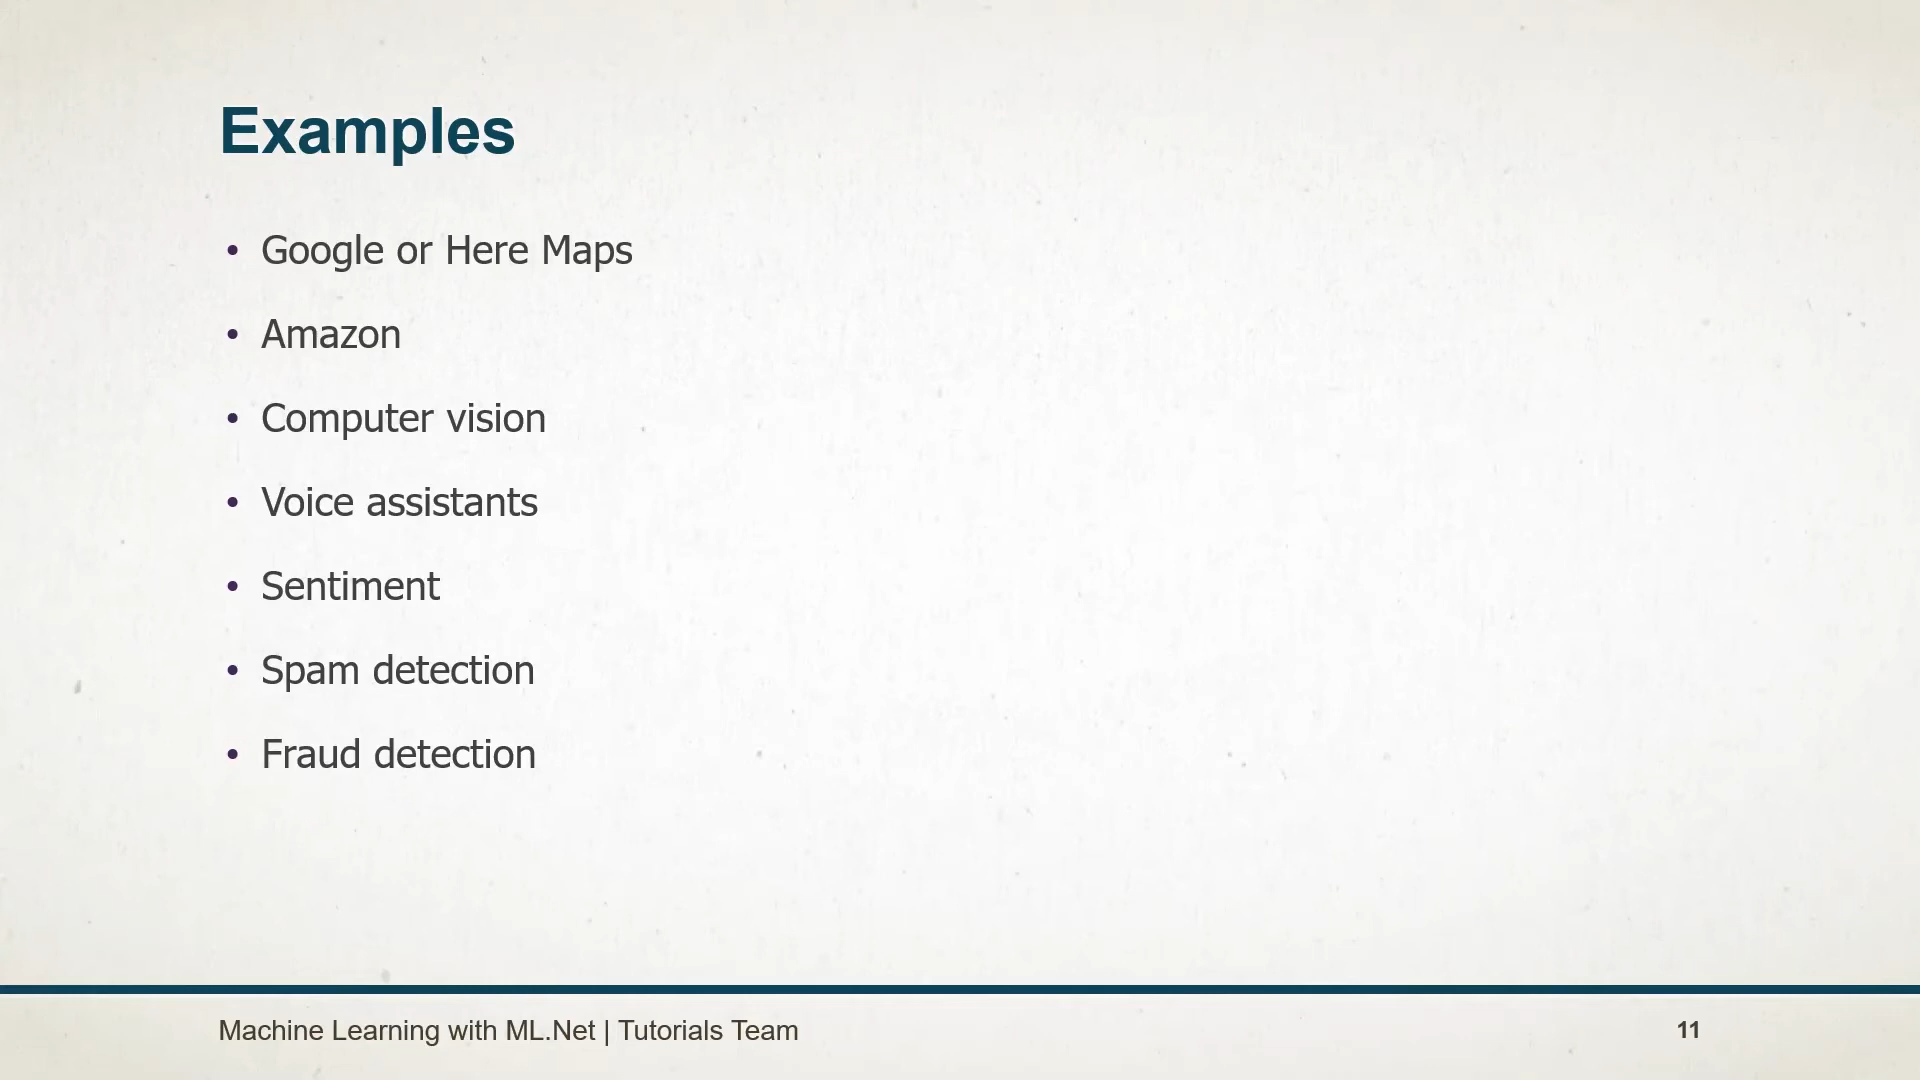 Examples
• Google or Here Maps
• Amazon
• Computer vision
• Voice assistants
• Sentiment
• Spam detection
• Fraud detection
Machine Learning with ML.Net | Tutorials Team
11